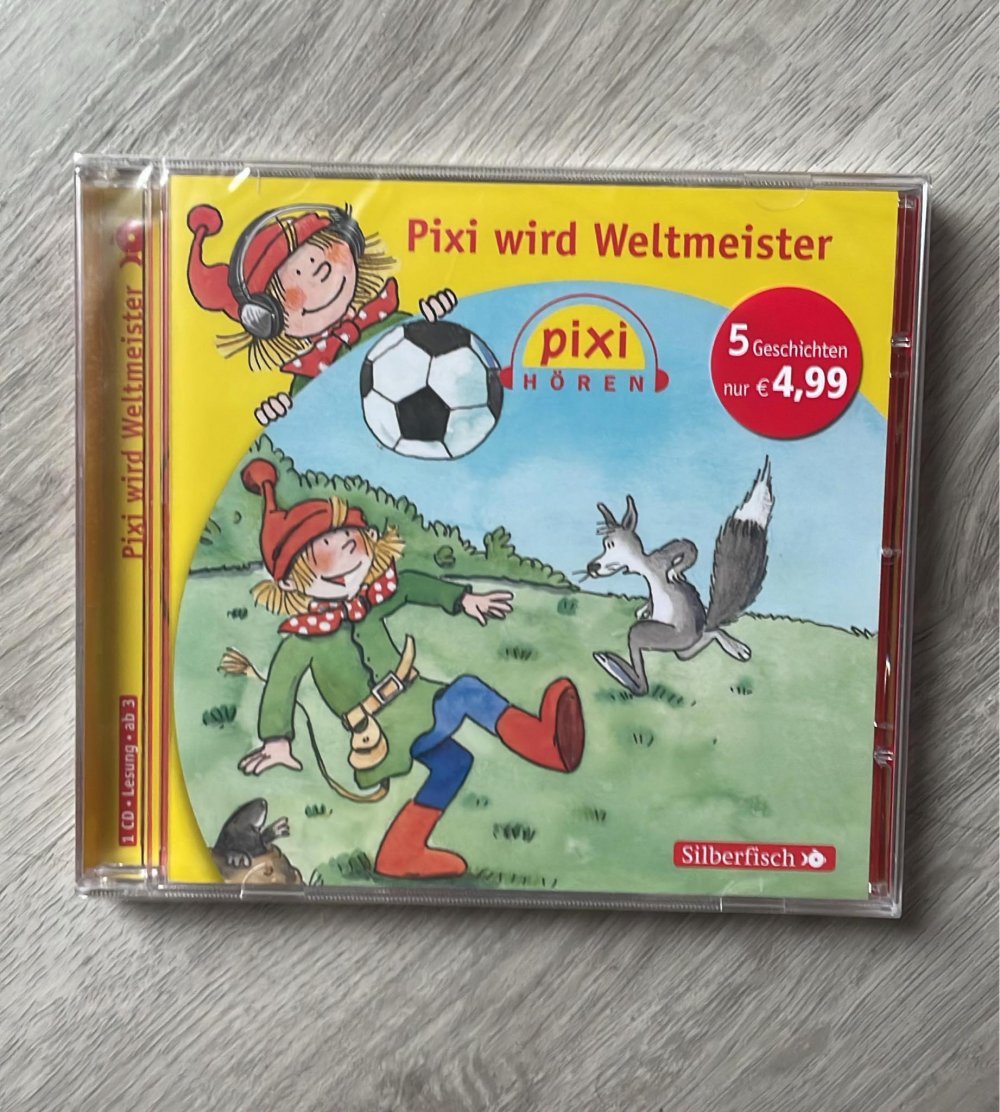 Pixi wird Weltmeister
pixi
HÖREN
5 Geschichten
nur € 4,99
Silberfisch
Pixi wird Weltmeister
1 CD • Lesung • ab 3